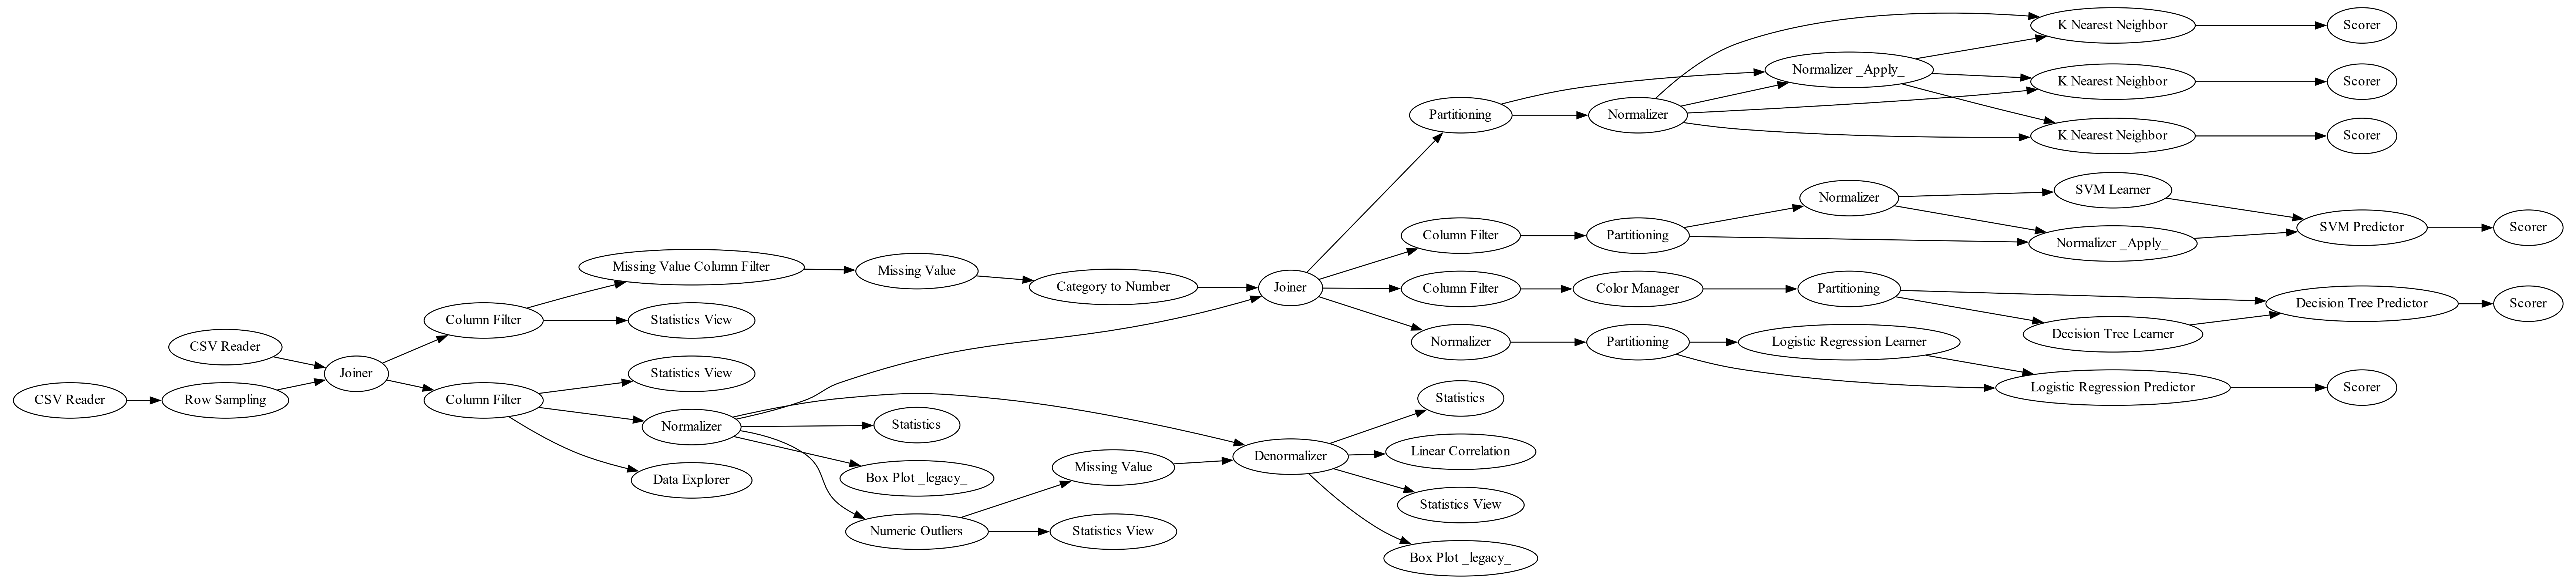 K Nearest Neighbor
Scorer
Normalizer _Apply_
K Nearest Neighbor
Scorer
Partitioning
Normalizer
K Nearest Neighbor
Scorer
Normalizer
SVM Learner
Column Filter
Partitioning
Normalizer _Apply_
SVM Predictor
Scorer
Missing Value Column Filter
Missing Value
Category to Number
Joiner
Column Filter
Color Manager
Partitioning
Decision Tree Predictor
Scorer
Column Filter
Statistics View
Decision Tree Learner
CSV Reader
Normalizer
Partitioning
Logistic Regression Learner
Joiner
Statistics View
Logistic Regression Predictor
Scorer
CSV Reader
Row Sampling
Column Filter
Statistics
Normalizer
Statistics
Linear Correlation
Denormalizer
Missing Value
Data Explorer
Box Plot _legacy_
Statistics View
Numeric Outliers
Statistics View
Box Plot _legacy_